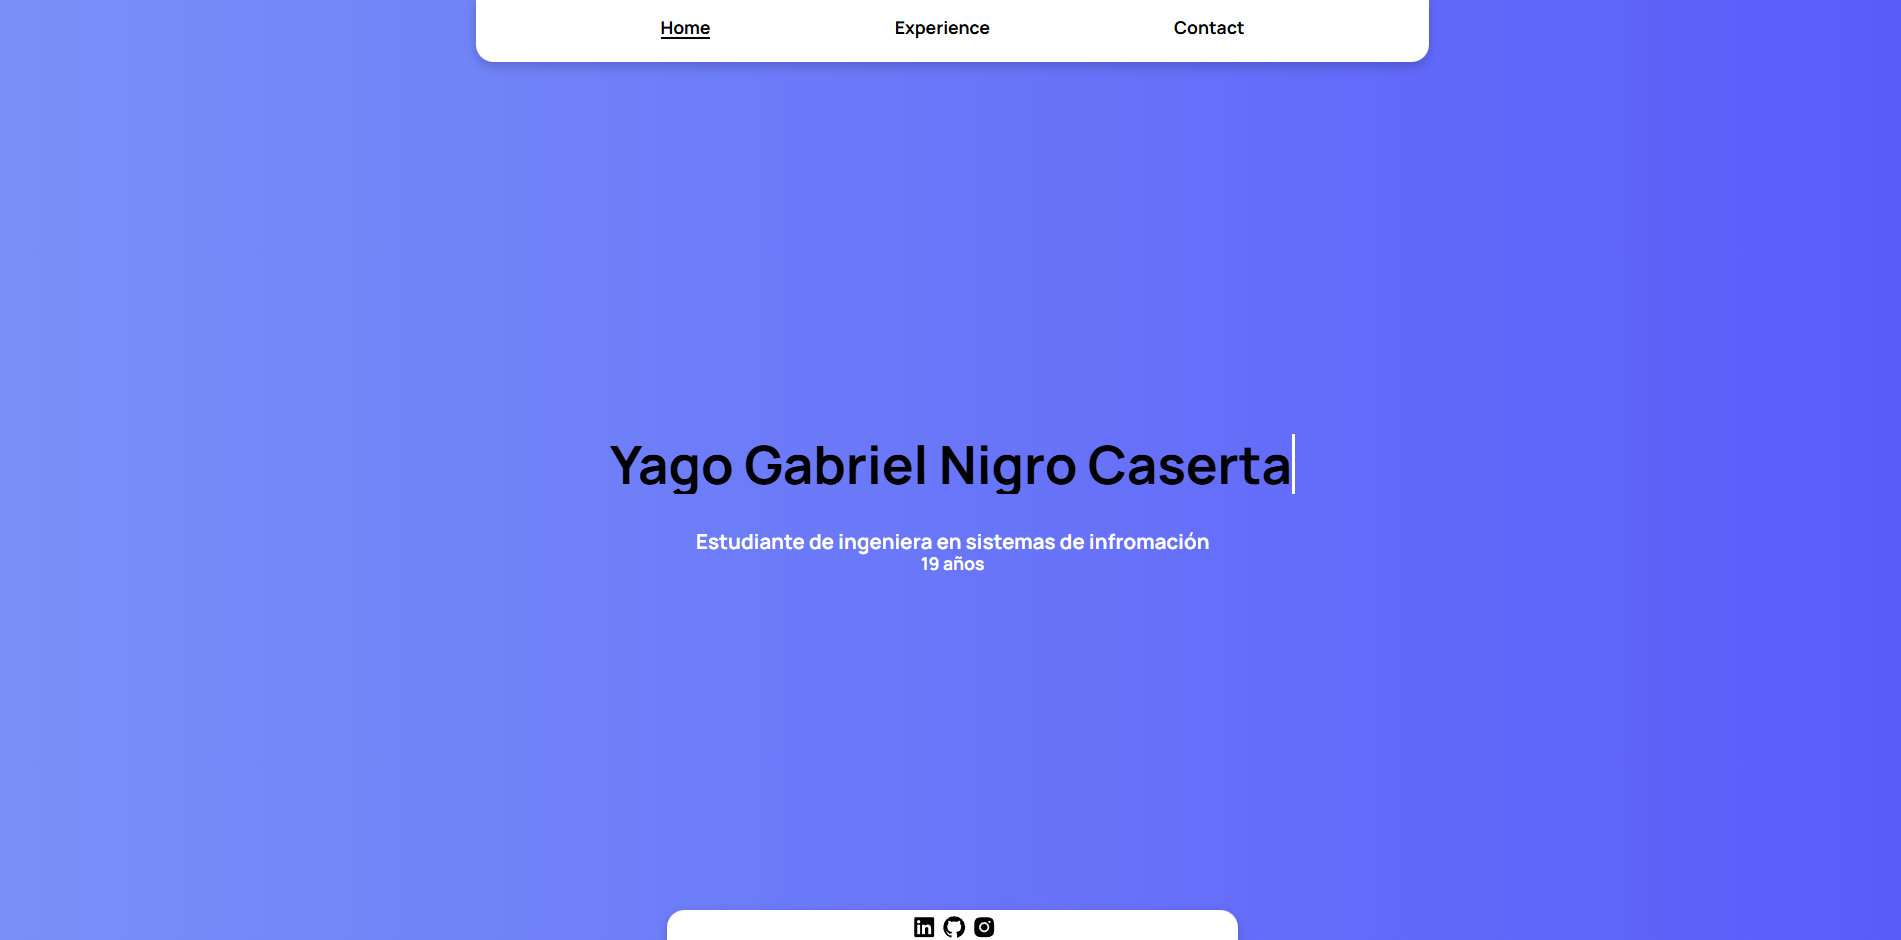 Home Experience Contact
Yago Gabriel Nigro Caserta
Estudiante de ingeniera en sistemas de infromación
19 años